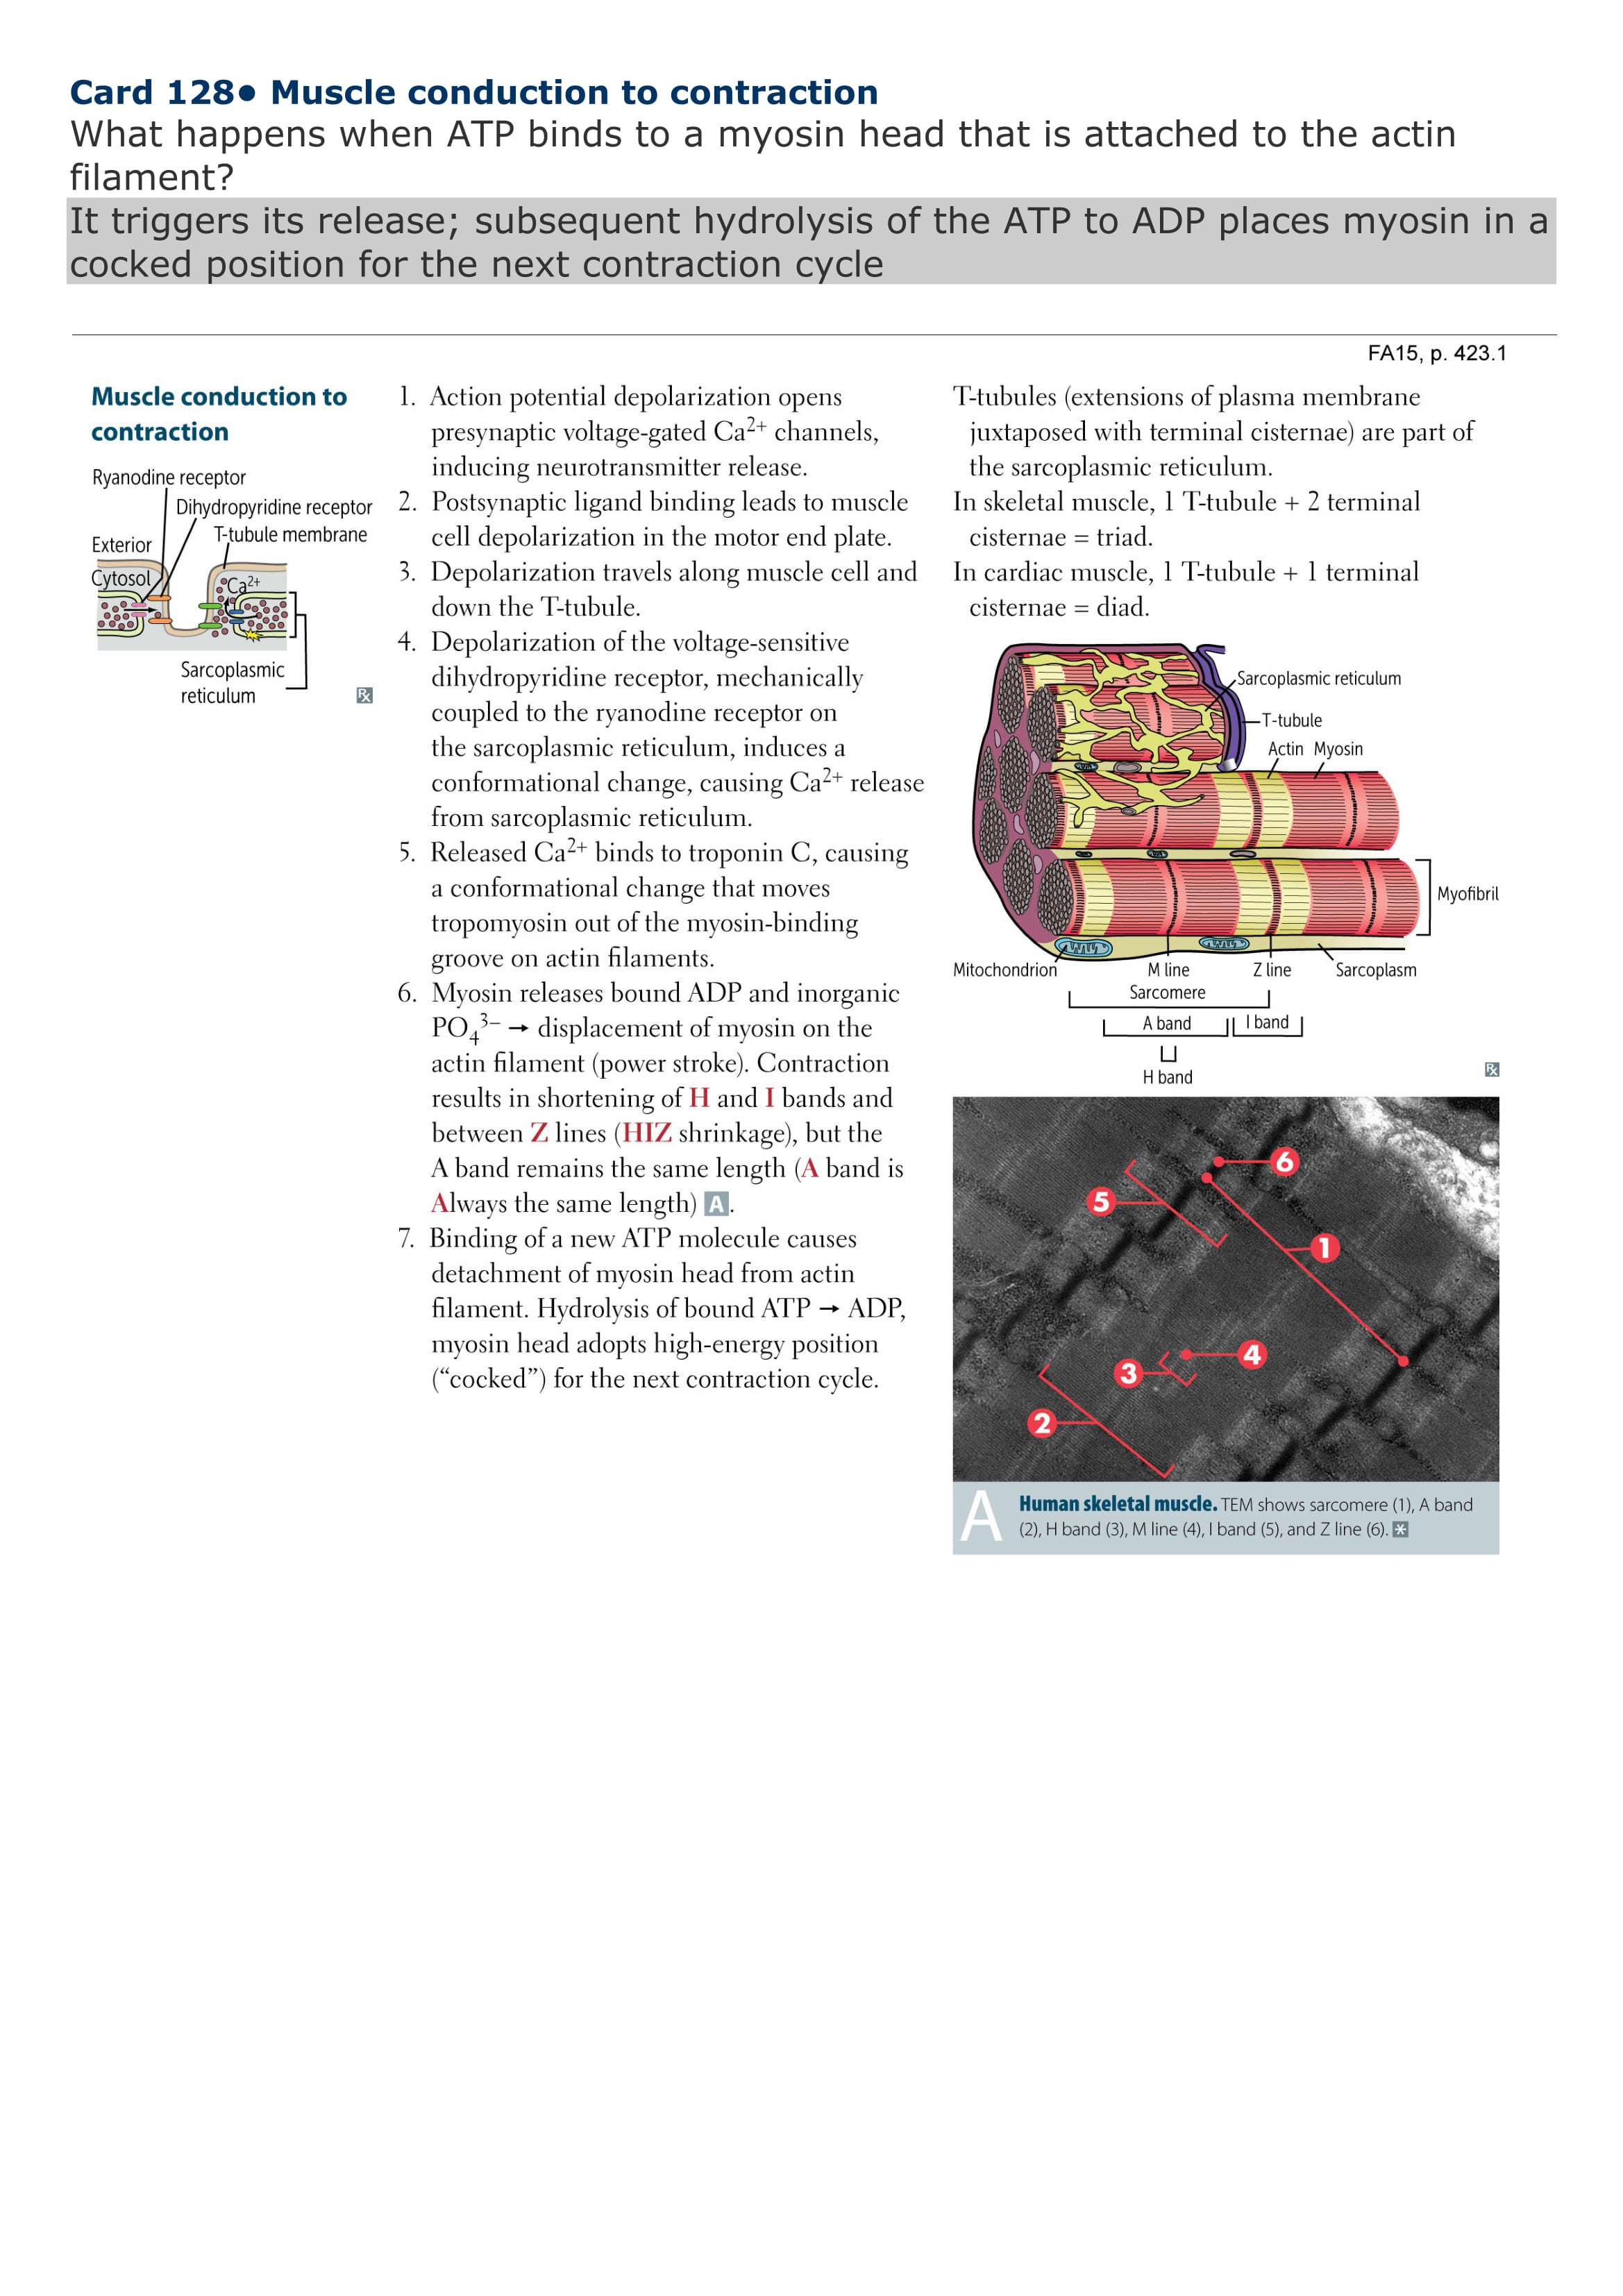 Card 128● Muscle conduction to contraction
What happens when ATP binds to a myosin head that is attached to the actin
filament?
It triggers its release; subsequent hydrolysis of the ATP to ADP places myosin in a
cocked position for the next contraction cycle
FA15, p. 423.1
Muscle conduction to
contraction
Ryanodine receptor
Dihydropyridine receptor
T-tubule membrane
Exterior
Cytosol
Ca2+
Sarcoplasmic
reticulum
Rx
1. Action potential depolarization opens
presynaptic voltage-gated Ca2+ channels,
inducing neurotransmitter release.
2. Postsynaptic ligand binding leads to muscle
cell depolarization in the motor end plate.
3. Depolarization travels along muscle cell and
down the T-tubule.
4. Depolarization of the voltage-sensitive
dihydropyridine receptor, mechanically
coupled to the ryanodine receptor on
the sarcoplasmic reticulum, induces a
conformational change, causing Ca2+ release
from sarcoplasmic reticulum.
5. Released Ca2+ binds to troponin C, causing
a conformational change that moves
tropomyosin out of the myosin-binding
groove on actin filaments.
6. Myosin releases bound ADP and inorganic
PO4 3– → displacement of myosin on the
actin filament (power stroke). Contraction
results in shortening of H and I bands and
between Z lines (HIZ shrinkage), but the
A band remains the same length (A band is
Always the same length) A.
7. Binding of a new ATP molecule causes
detachment of myosin head from actin
filament. Hydrolysis of bound ATP → ADP,
myosin head adopts high-energy position
(“cocked”) for the next contraction cycle.
T-tubules (extensions of plasma membrane
juxtaposed with terminal cisternae) are part of
the sarcoplasmic reticulum.
In skeletal muscle, 1 T-tubule + 2 terminal
cisternae = triad.
In cardiac muscle, 1 T-tubule + 1 terminal
cisternae = diad.
Sarcoplasmic reticulum
T-tubule
Actin Myosin
Myofibril
Mitochondrion M line Z line Sarcoplasm
Sarcomere
A band I band
H band
Rx
6
5
1
4
3
2
A
Human skeletal muscle. TEM shows sarcomere (1), A band
(2), H band (3), M line (4), I band (5), and Z line (6). *